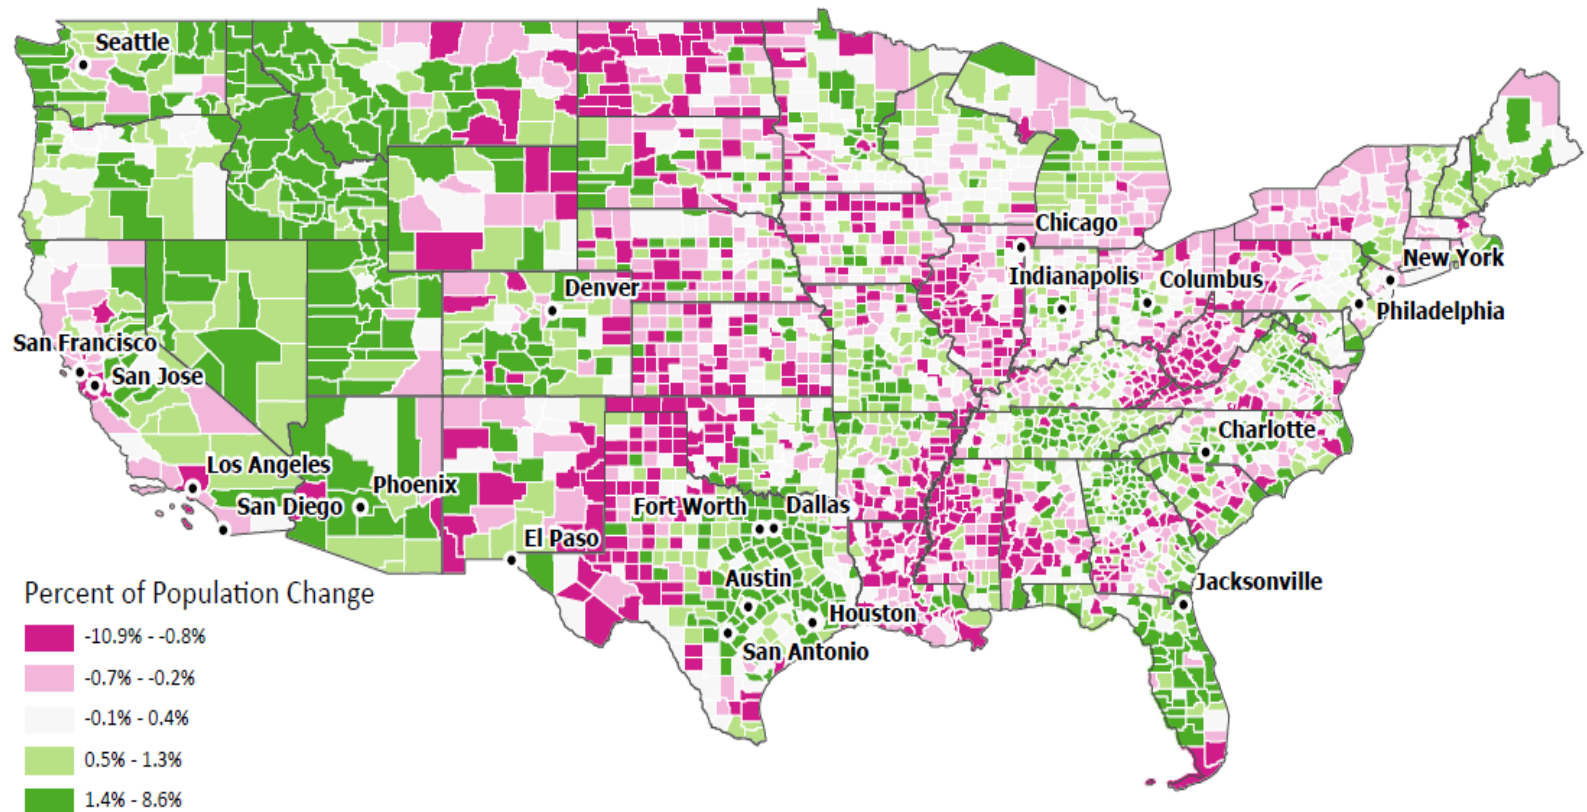 Seattle
Chicago
New York
Indianapolis
Columbus
Denver
Philadelphia
San Francisco
San Jose
Charlotte
Los Angeles
Phoenix
San Diego
Fort Worth
Dallas
El Paso
Austin
Jacksonville
Houston
San Antonio
Percent of Population Change
-10.9% - -0.8%
-0.7% - -0.2%
-0.1% - 0.4%
0.5% - 1.3%
1.4% - 8.6%